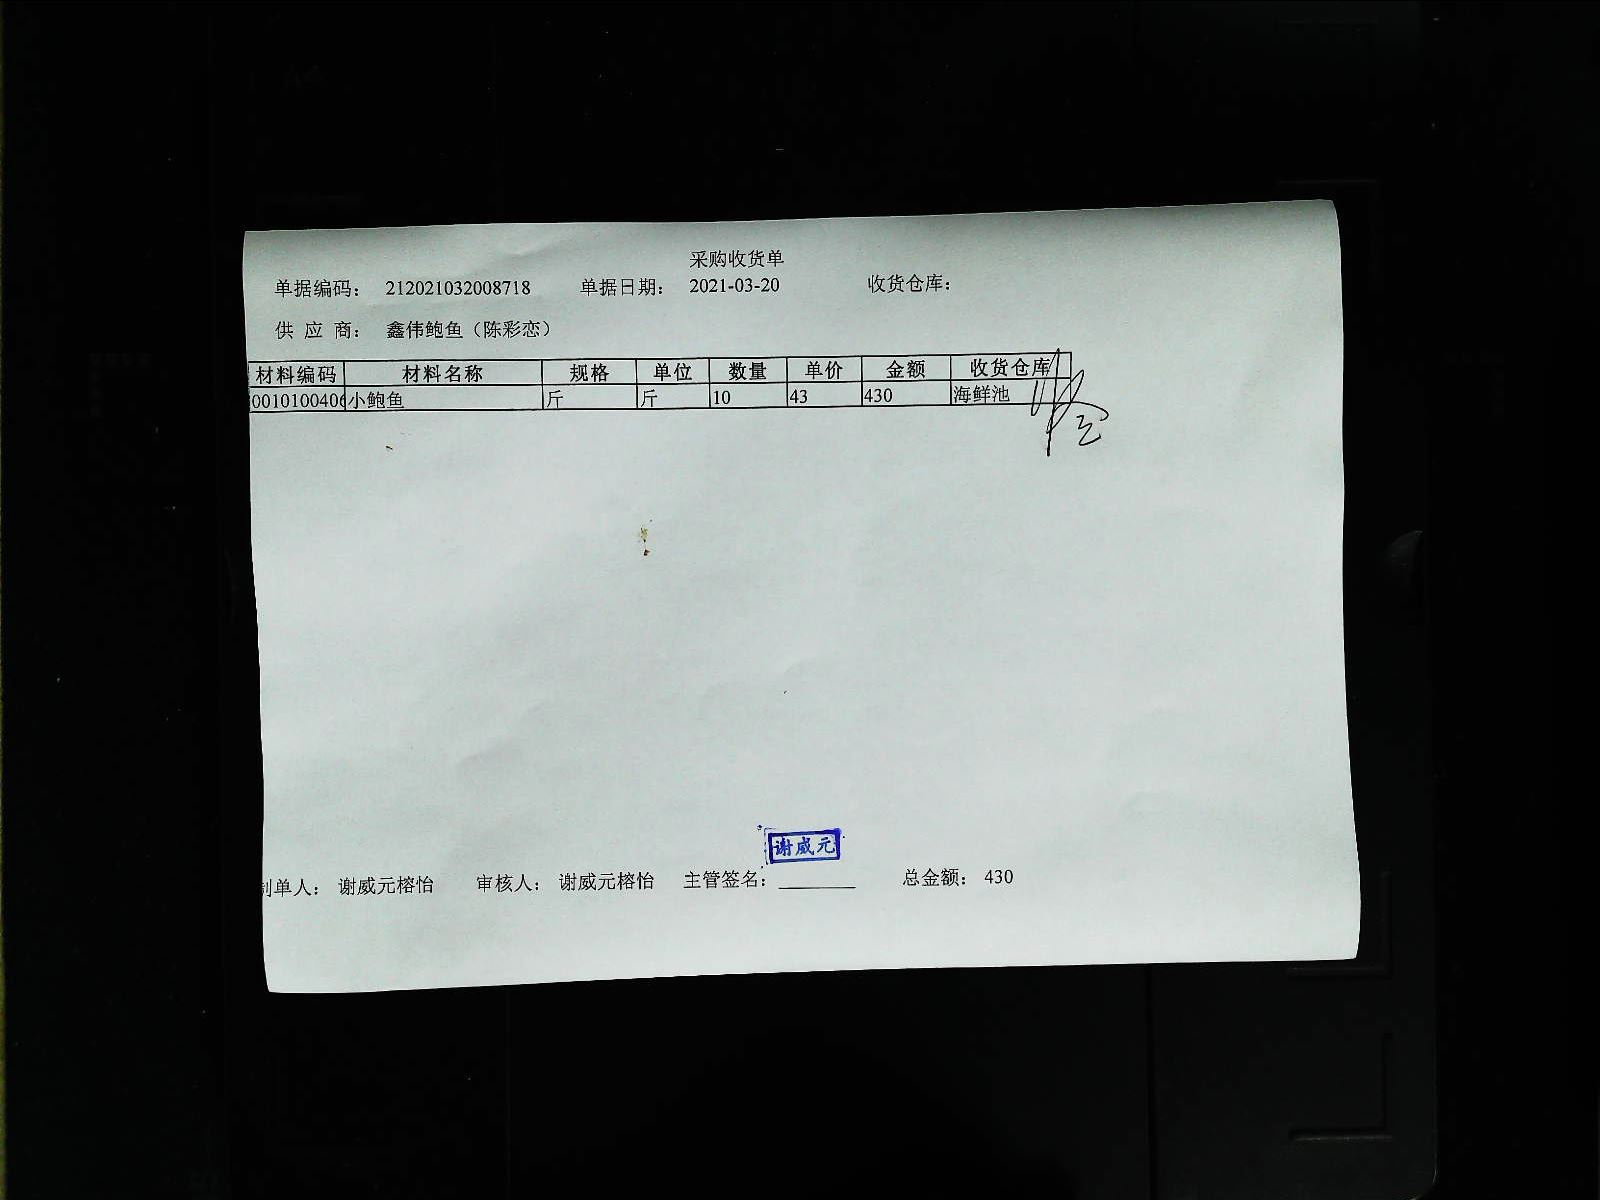 采购收货单
单据编码： 212021032008718 单据日期： 2021-03-20 收货仓库：
供 应 商： 鑫伟鲍鱼（陈彩恋）
材料编码 材料名称 规格 单位 数量 单价 金额 收货仓库
0010100406 小鲍鱼 斤 斤 10 43 430 海鲜池
谢威元
制单人： 谢威元榕怡 审核人： 谢威元榕怡 主管签名：________ 总金额： 430